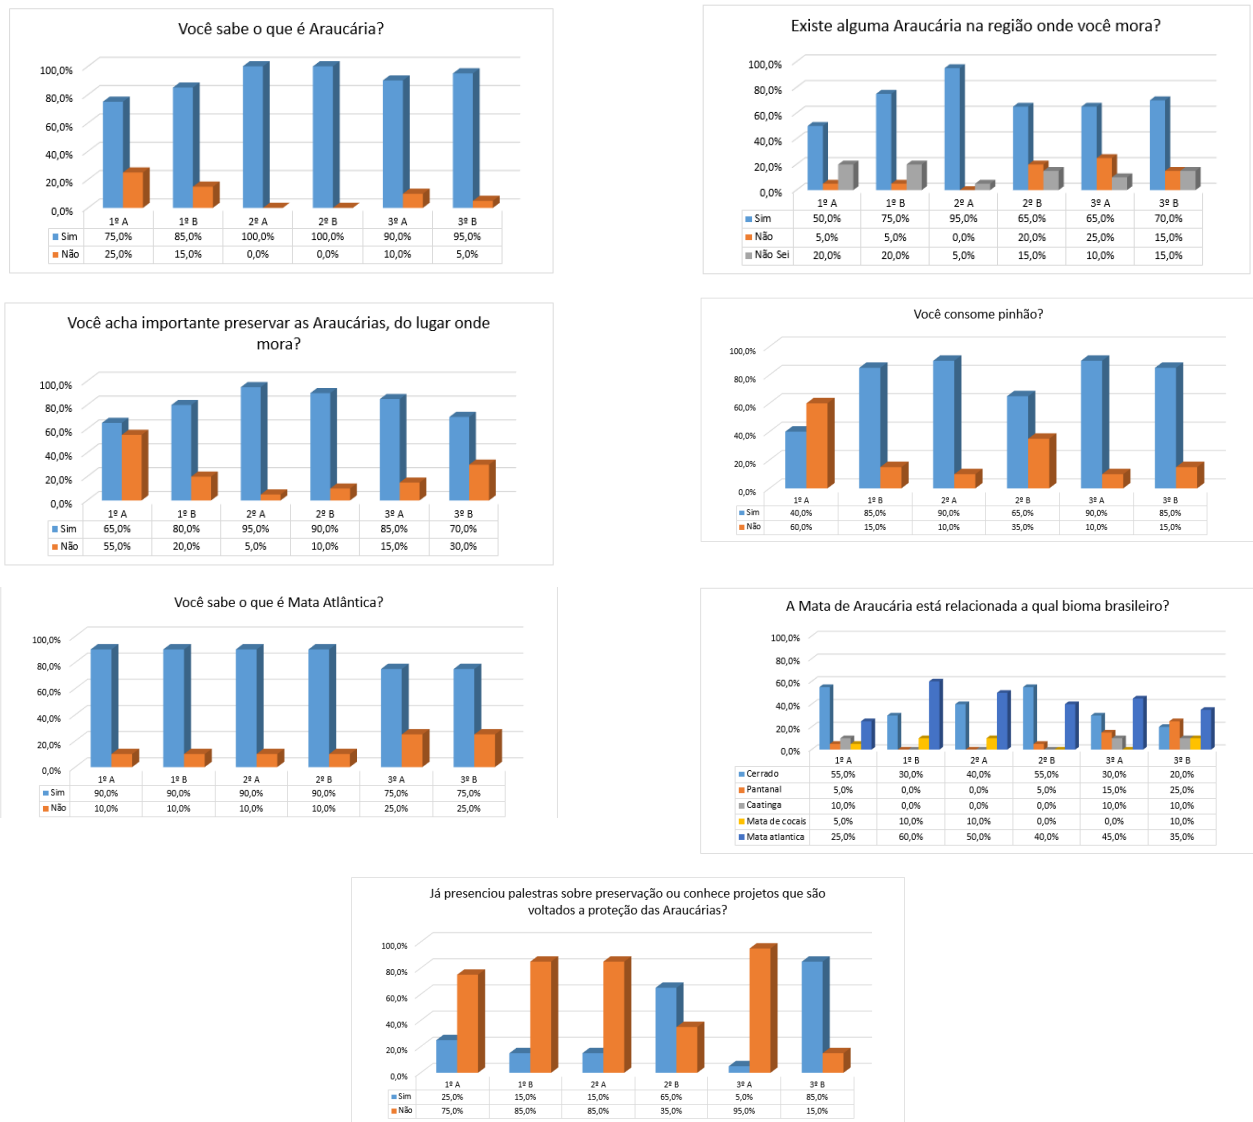 Você sabe o que é Araucária?
100,0%
80,0%
60,0%
40,0%
20,0%
0,0%
1º A 1º B 2º A 2º B 3º A 3º B
Sim 75,0% 85,0% 100,0% 100,0% 90,0% 95,0%
Não 25,0% 15,0% 0,0% 0,0% 10,0% 5,0%
Existe alguma Araucária na região onde você mora?
100,0%
80,0%
60,0%
40,0%
20,0%
0,0%
1º A 1º B 2º A 2º B 3º A 3º B
Sim 50,0% 75,0% 95,0% 65,0% 65,0% 70,0%
Não 5,0% 5,0% 0,0% 20,0% 25,0% 15,0%
Não Sei 20,0% 20,0% 5,0% 15,0% 10,0% 15,0%
Você acha importante preservar as Araucárias, do lugar onde
mora?
100,0%
80,0%
60,0%
40,0%
20,0%
0,0%
1º A 1º B 2º A 2º B 3º A 3º B
Sim 65,0% 80,0% 95,0% 90,0% 85,0% 70,0%
Não 55,0% 20,0% 5,0% 10,0% 15,0% 30,0%
Você consome pinhão?
100,0%
80,0%
60,0%
40,0%
20,0%
0,0%
1º A 1º B 2º A 2º B 3º A 3º B
Sim 40,0% 85,0% 90,0% 65,0% 90,0% 85,0%
Não 60,0% 15,0% 10,0% 35,0% 10,0% 15,0%
Você sabe o que é Mata Atlântica?
100,0%
80,0%
60,0%
40,0%
20,0%
0,0%
1º A 1º B 2º A 2º B 3º A 3º B
Sim 90,0% 90,0% 90,0% 90,0% 75,0% 75,0%
Não 10,0% 10,0% 10,0% 10,0% 25,0% 25,0%
A Mata de Araucária está relacionada a qual bioma brasileiro?
100,0%
80,0%
60,0%
40,0%
20,0%
0,0%
1º A 1º B 2º A 2º B 3º A 3º B
Cerrado 55,0% 30,0% 40,0% 55,0% 30,0% 20,0%
Pantanal 5,0% 0,0% 0,0% 5,0% 15,0% 25,0%
Caatinga 10,0% 0,0% 0,0% 0,0% 10,0% 10,0%
Mata de cocais 5,0% 10,0% 10,0% 0,0% 0,0% 10,0%
Mata atlantica 25,0% 60,0% 50,0% 40,0% 45,0% 35,0%
Já presenciou palestras sobre preservação ou conhece projetos que são
voltados a proteção das Araucárias?
100,0%
80,0%
60,0%
40,0%
20,0%
0,0%
1º A 1º B 2º A 2º B 3º A 3º B
Sim 25,0% 15,0% 15,0% 65,0% 5,0% 85,0%
Não 75,0% 85,0% 85,0% 35,0% 95,0% 15,0%